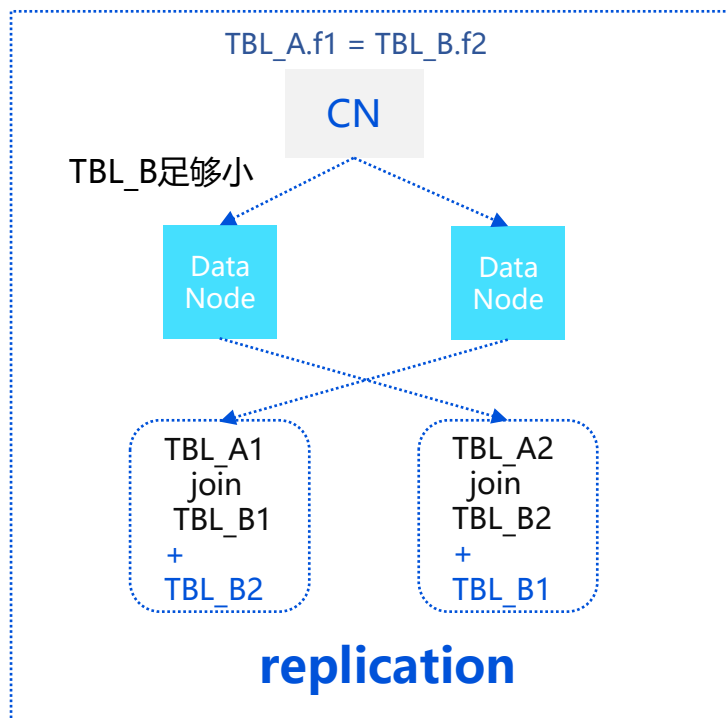 TBL_A.f1 = TBL_B.f2
CN
TBL_B足够小
Data
Node
Data
Node
TBL_A1
join
TBL_B1
+
TBL_B2
TBL_A2
join
TBL_B2
+
TBL_B1
replication